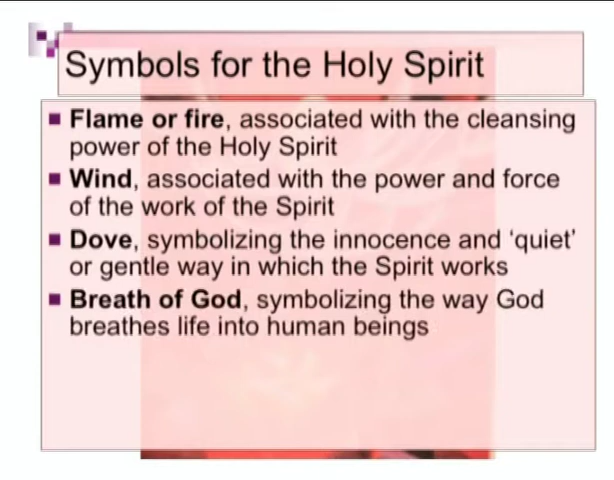 Symbols for the Holy Spirit
Flame or fire, associated with the cleansing
power of the Holy Spirit
Wind, associated with the power and force
of the work of the Spirit
Dove, symbolizing the innocence and ‘quiet’
or gentle way in which the Spirit works
Breath of God, symbolizing the way God
breathes life into human beings